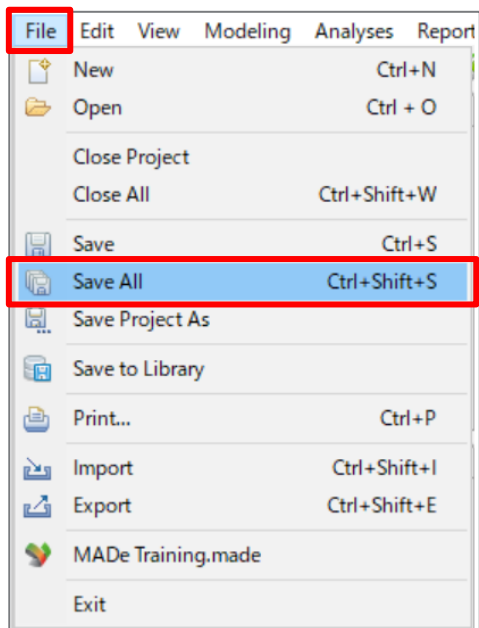 File Edit View Modeling Analyses Report
New Ctrl+N
Open Ctrl + O
Close Project
Close All Ctrl+Shift+W
Save Ctrl+S
Save All Ctrl+Shift+S
Save Project As
Save to Library
Print... Ctrl+P
Import Ctrl+Shift+I
Export Ctrl+Shift+E
MADe Training.made
Exit